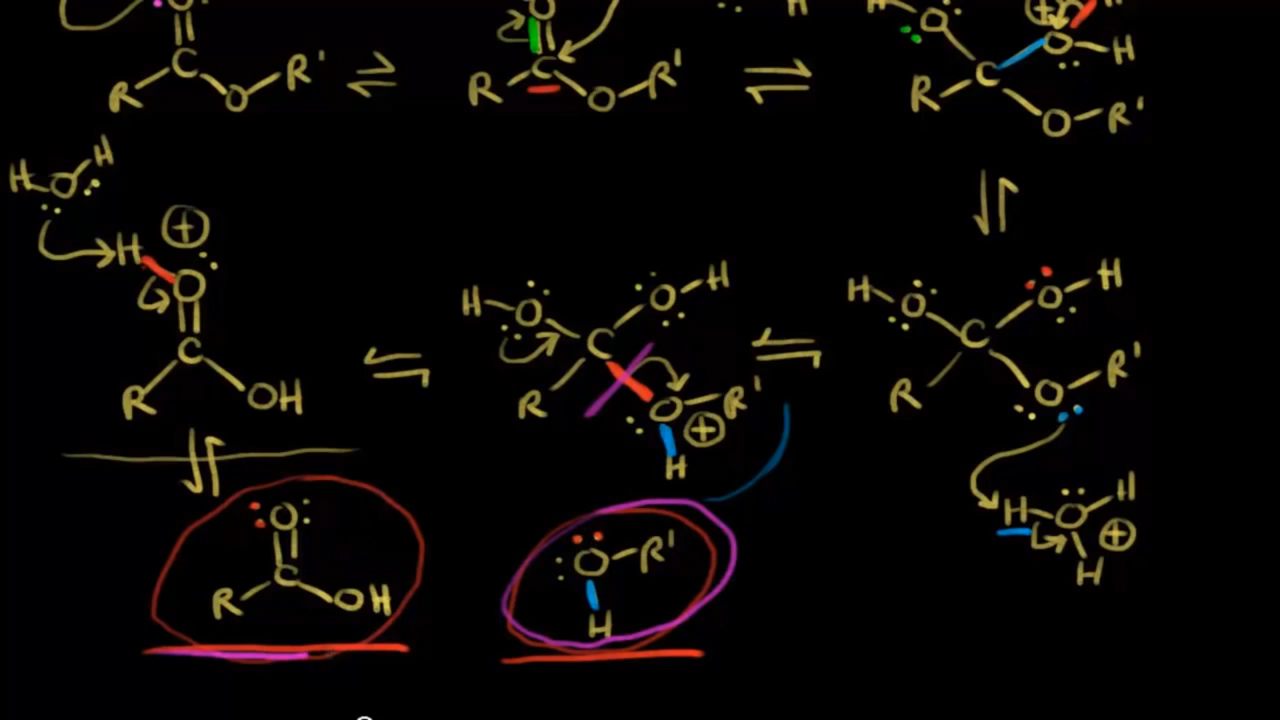 O O H H O ⊕ O H
R C O R' ⇌ R C O R' ⇌ R C O H
O R'
H O H
⇌
H ⊕ O H O O H H O O H
C C C
R OH ⇌ R O R' ⊕ ⇌ R O R'
H
⇌
O O R' H O H ⊕
C H
R OH H